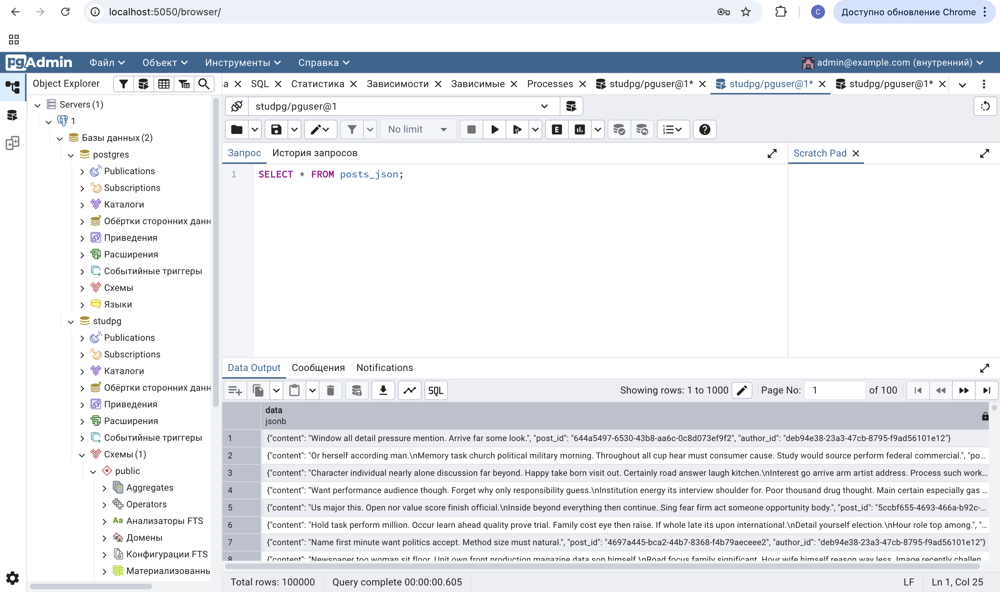 localhost:5050/browser/
C
Доступно обновление Chrome
pgAdmin
Файл
Объект
Инструменты
Справка
admin@example.com (внутренний)
Object Explorer
SQL
Статистика
Зависимости
Зависимые
Processes
studpg/pguser@1*
studpg/pguser@1*
studpg/pguser@1*
Servers (1)
1
Базы данных (2)
postgres
Publications
Subscriptions
Каталоги
Обёртки сторонних данн
Приведения
Расширения
Событийные триггеры
Схемы
Языки
studpg
Publications
Subscriptions
Каталоги
Обёртки сторонних данн
Приведения
Расширения
Событийные триггеры
Схемы (1)
public
Aggregates
Operators
Aa Анализаторы FTS
Домены
Конфигурации FTS
Материализованнь
studpg/pguser@1
No limit
E
Запрос
История запросов
Scratch Pad
1 SELECT * FROM posts_json;
Data Output
Сообщения
Notifications
SQL
Showing rows: 1 to 1000
Page No: 1 of 100
data
jsonb
1 {"content": "Window all detail pressure mention. Arrive far some look.", "post_id": "644a5497-6530-43b8-aa6c-0c8d073ef9f2", "author_id": "deb94e38-23a3-47cb-8795-f9ad56101e12"}
2 {"content": "Or herself according man.\nMemory task church political military morning. Throughout all cup hear must consumer cause. Study would source perform federal commercial.", "po...
3 {"content": "Character individual nearly alone discussion far beyond. Happy take born visit out. Certainly road answer laugh kitchen.\nInterest go arrive arm artist address. Process such work...
4 {"content": "Want performance audience though. Forget why only responsibility guess.\nInstitution energy its interview shoulder for. Poor thousand drug thought. Main certain especially gas ...
5 {"content": "Us major this. Open nor value score finish official.\nInside beyond everything then continue. Sing fear firm act someone opportunity body.", "post_id": "5ccbf655-4693-466a-b92c-...
6 {"content": "Hold task perform million. Occur learn ahead quality prove trial. Family cost eye then raise. If whole late its upon international.\nDetail yourself election.\nHour role top among.", "...
7 {"content": "Name first minute want politics accept. Method size must natural.", "post_id": "4697a445-bca2-44b7-8368-f4b79aeceee2", "author_id": "deb94e38-23a3-47cb-8795-f9ad56101e12"}
8 {"content": "Newspaper too woman sit floor. Unit own front production magazine data son himself.\nRoad focus family significant. Hour wife himself reason way less. Image recently challen
Total rows: 100000
Query complete 00:00:00.605
LF
Ln 1, Col 25